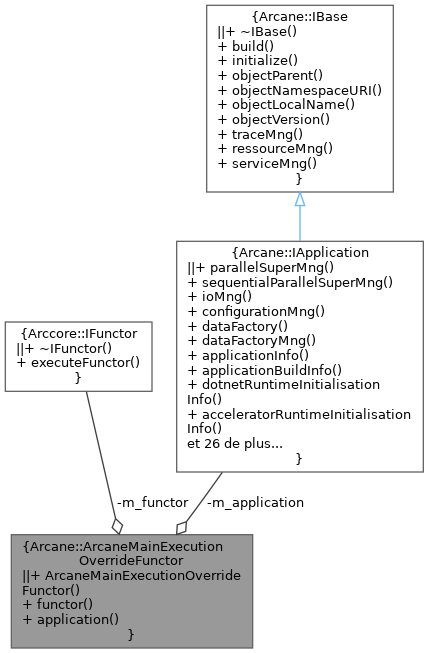 {Arcane::IBase
||+ ~IBase()
+ build()
+ initialize()
+ objectParent()
+ objectNamespaceURI()
+ objectLocalName()
+ objectVersion()
+ traceMng()
+ ressourceMng()
+ serviceMng()
}
{Arcane::IApplication
||+ parallelSuperMng()
+ sequentialParallelSuperMng()
+ ioMng()
+ configurationMng()
+ dataFactory()
+ dataFactoryMng()
+ applicationInfo()
+ applicationBuildInfo()
+ dotnetRuntimeInitialisation
Info()
+ acceleratorRuntimeInitialisation
Info()
et 26 de plus...
}
{Arccore::IFunctor
||+ ~IFunctor()
+ executeFunctor()
}
-m_functor
-m_application
{Arcane::ArcaneMainExecution
OverrideFunctor
||+ ArcaneMainExecutionOverride
Functor()
+ functor()
+ application()
}